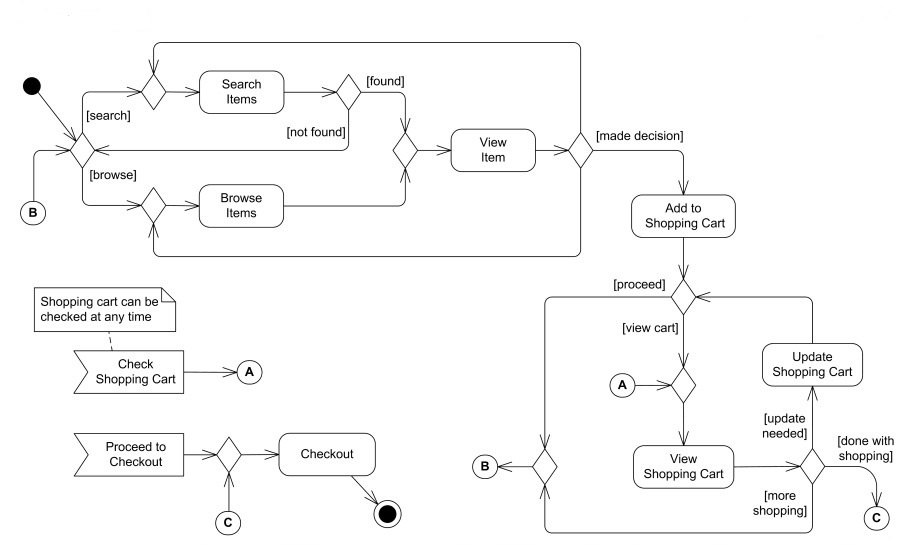 Search
Items
[found]
[search]
[not found]
[browse]
View
Item
[made decision]
B
Browse
Items
Add to
Shopping Cart
Shopping cart can be
checked at any time
[proceed]
[view cart]
Check
Shopping Cart
A
A
Update
Shopping Cart
[update
needed]
[done with
shopping]
Proceed to
Checkout
Checkout
B
View
Shopping Cart
[more
shopping]
C
C